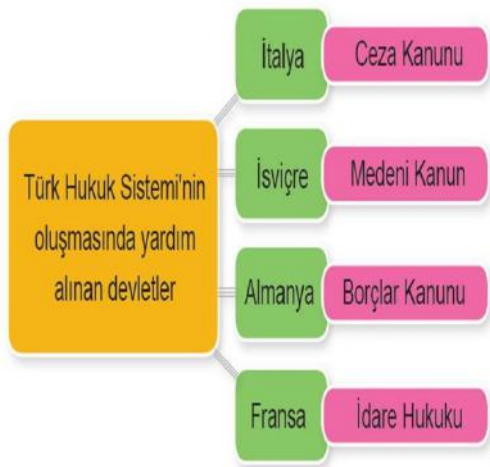 Türk Hukuk Sistemi'nin
oluşmasında yardım
alınan devletler
İtalya
Ceza Kanunu
İsviçre
Medeni Kanun
Almanya
Borçlar Kanunu
Fransa
İdare Hukuku